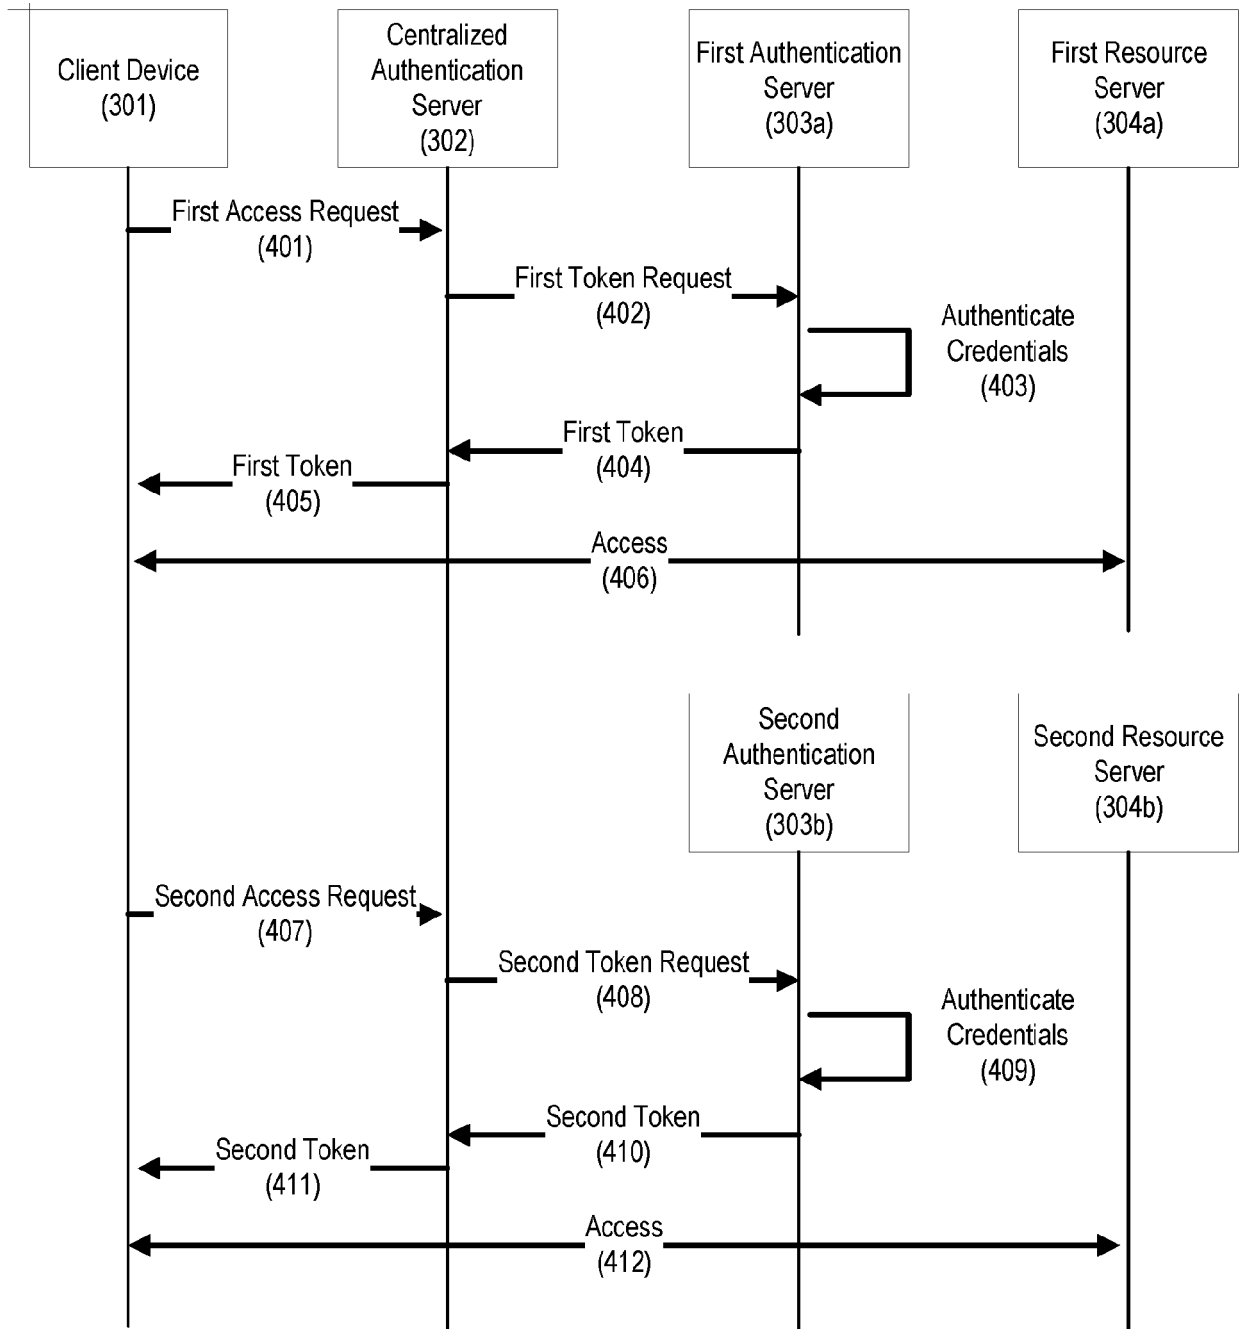 Client Device
(301)
Centralized
Authentication
Server
(302)
First Authentication
Server
(303a)
First Resource
Server
(304a)
First Access Request
(401)
First Token Request
(402)
Authenticate
Credentials
(403)
First Token
(404)
First Token
(405)
Access
(406)
Second
Authentication
Server
(303b)
Second Resource
Server
(304b)
Second Access Request
(407)
Second Token Request
(408)
Authenticate
Credentials
(409)
Second Token
(410)
Second Token
(411)
Access
(412)